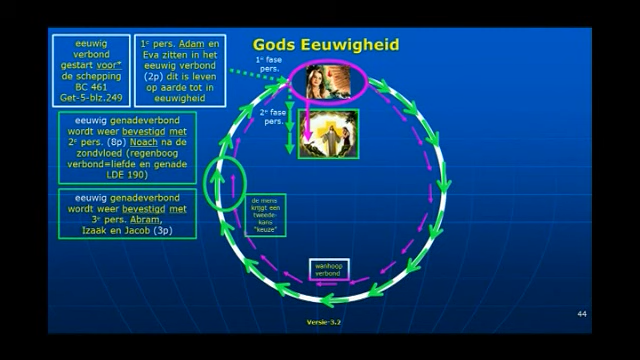 Gods Eeuwigheid
eeuwig
verbond
gestart voor*
de schepping
BC 461
Get-5-blz.249
1e pers. Adam en
Eva zitten in het
eeuwig verbond
(2p) dit is leven
op aarde tot in
eeuwigheid
1e fase
pers.
2e fase
pers.
eeuwig genadeverbond
wordt weer bevestigd met
2e pers. (8p) Noach na de
zondvloed (regenboog
verbond=liefde en genade
LDE 190)
eeuwig genadeverbond
wordt weer bevestigd met
3e pers. Abram,
Izaak en Jacob (3p)
de mens
krijgt een
tweede-
kans
"keuze"
wanhoop
verbond
44
Versie-3.2